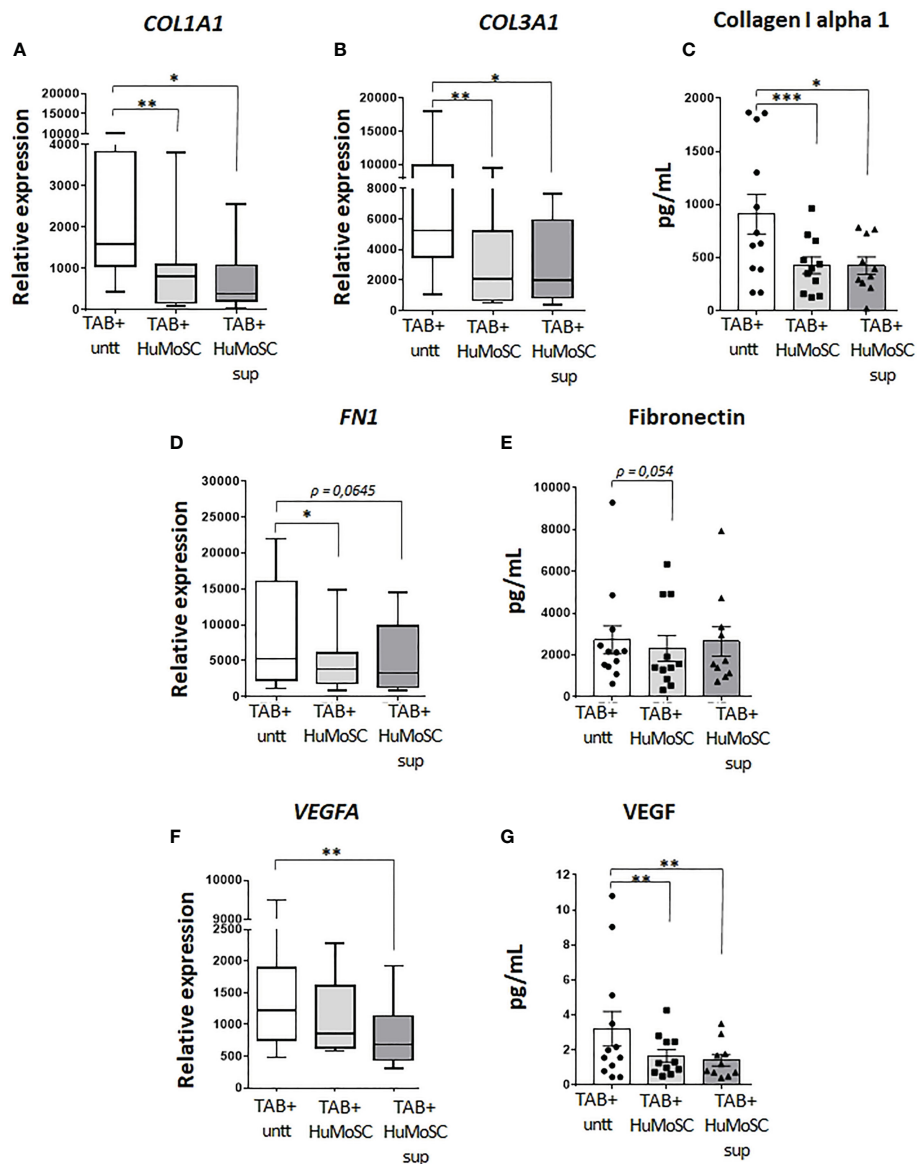 COL1A1
COL3A1
Collagen I alpha 1
A
B
C
Relative expression
20000
15000
10000
4000
3000
2000
1000
0
*
**
TAB+ untt
TAB+ HuMoSC
TAB+ HuMoSC sup
Relative expression
20000
15000
10000
8000
6000
4000
2000
0
*
**
TAB+ untt
TAB+ HuMoSC
TAB+ HuMoSC sup
pg/mL
2000
1500
1000
500
0
*
***
TAB+ untt
TAB+ HuMoSC
TAB+ HuMoSC sup
FN1
Fibronectin
D
E
Relative expression
30000
25000
20000
15000
10000
5000
0
ρ = 0,0645
*
TAB+ untt
TAB+ HuMoSC
TAB+ HuMoSC sup
pg/mL
10000
8000
6000
4000
2000
0
ρ = 0,054
TAB+ untt
TAB+ HuMoSC
TAB+ HuMoSC sup
VEGFA
VEGF
F
G
Relative expression
10000
9000
2500
2000
1500
1000
500
0
**
TAB+ untt
TAB+ HuMoSC
TAB+ HuMoSC sup
pg/mL
12
10
8
6
4
2
0
**
**
TAB+ untt
TAB+ HuMoSC
TAB+ HuMoSC sup